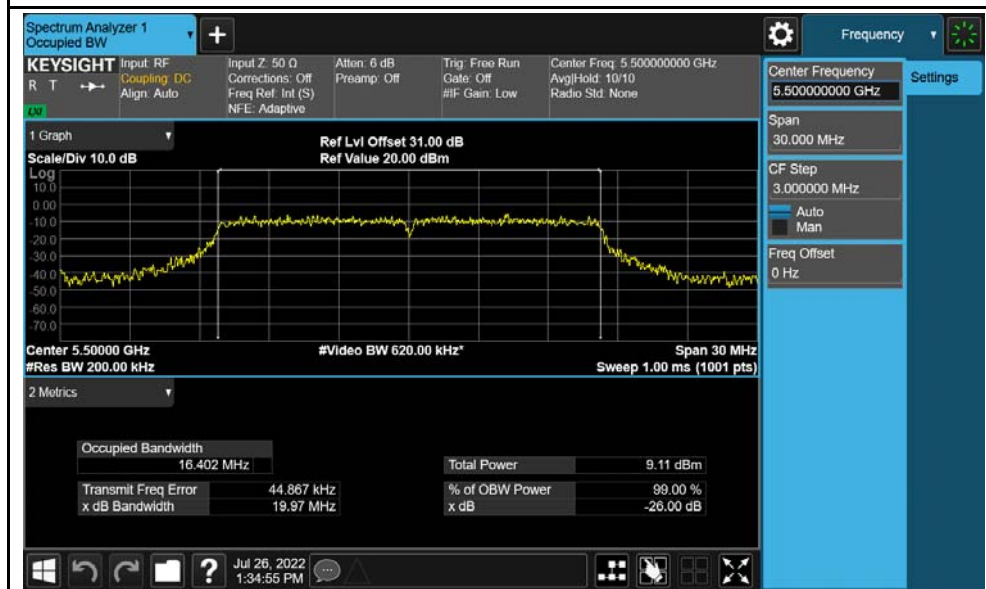 Spectrum Analyzer 1
Occupied BW
+
Frequency
KEYSIGHT
R T
LXI
Input: RF
Coupling: DC
Align: Auto
Input Z: 50 Ω
Corrections: Off
Freq Ref: Int (S)
NFE: Adaptive
Atten: 6 dB
Preamp: Off
Trig: Free Run
Gate: Off
#IF Gain: Low
Center Freq: 5.500000000 GHz
Avg|Hold: 10/10
Radio Std: None
Center Frequency
5.500000000 GHz
Settings
Span
30.000 MHz
CF Step
3.000000 MHz
Auto
Man
Freq Offset
0 Hz
1 Graph
Scale/Div 10.0 dB
Ref Lvl Offset 31.00 dB
Ref Value 20.00 dBm
Log
10.0
0.00
-10.0
-20.0
-30.0
-40.0
-50.0
-60.0
-70.0
Center 5.50000 GHz
#Video BW 620.00 kHz*
Span 30 MHz
#Res BW 200.00 kHz
Sweep 1.00 ms (1001 pts)
2 Metrics
Occupied Bandwidth
16.402 MHz
Total Power 9.11 dBm
Transmit Freq Error 44.867 kHz
% of OBW Power 99.00 %
x dB Bandwidth 19.97 MHz
x dB -26.00 dB
?
Jul 26, 2022
1:34:55 PM